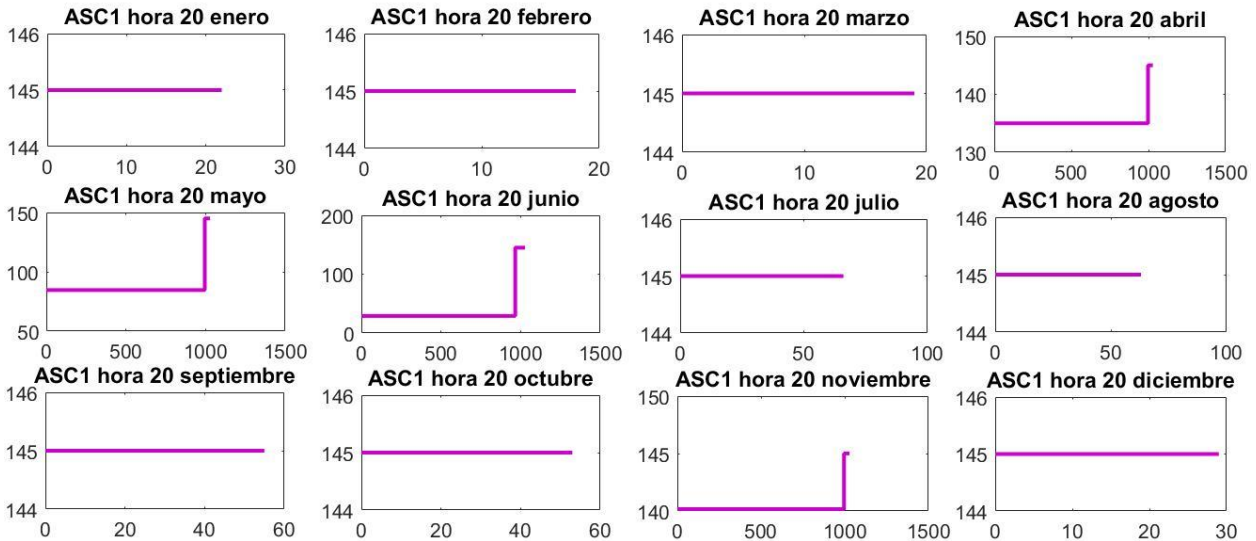 ASC1 hora 20 enero
146
145
144
0 10 20 30
ASC1 hora 20 febrero
146
145
144
0 10 20
ASC1 hora 20 marzo
146
145
144
0 10 20
ASC1 hora 20 abril
150
140
130
0 500 1000 1500
ASC1 hora 20 mayo
150
100
50
0 500 1000 1500
ASC1 hora 20 junio
200
100
0
0 500 1000 1500
ASC1 hora 20 julio
146
145
144
0 50 100
ASC1 hora 20 agosto
146
145
144
0 50 100
ASC1 hora 20 septiembre
146
145
144
0 20 40 60
ASC1 hora 20 octubre
146
145
144
0 20 40 60
ASC1 hora 20 noviembre
150
145
140
0 500 1000 1500
ASC1 hora 20 diciembre
146
145
144
0 10 20 30